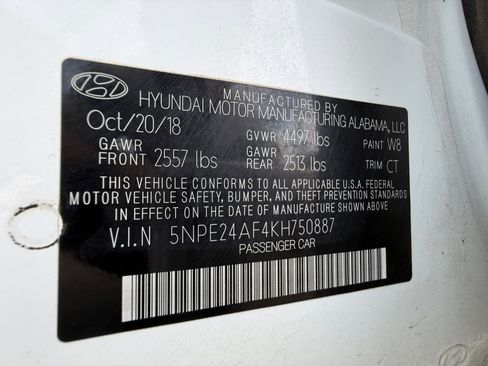 MANUFACTURED BY
HYUNDAI MOTOR MANUFACTURING ALABAMA, LLC
Oct/20/18 GVWR 4497 lbs PAINT W8
GAWR FRONT 2557 lbs GAWR REAR 2513 lbs TRIM CT
THIS VEHICLE CONFORMS TO ALL APPLICABLE U.S.A. FEDERAL
MOTOR VEHICLE SAFETY, BUMPER, AND THEFT PREVENTION
STANDARDS IN EFFECT ON THE DATE OF MANUFACTURE SHOWN ABOVE.
V.I.N 5NPE24AF4KH750887
PASSENGER CAR